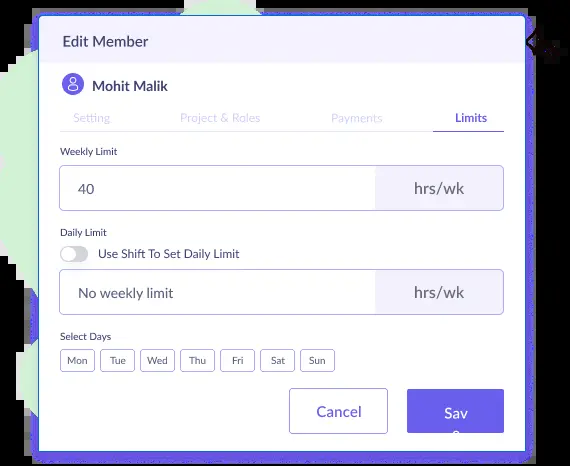 Edit Member
Mohit Malik
Setting Project & Roles Payments Limits
Weekly Limit
40 hrs/wk
Daily Limit
Use Shift To Set Daily Limit
No weekly limit hrs/wk
Select Days
Mon Tue Wed Thu Fri Sat Sun
Cancel Sav